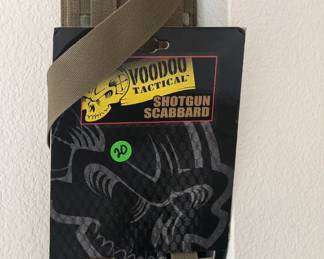 VOODOO
TACTICAL
SHOTGUN
SCABBARD
20